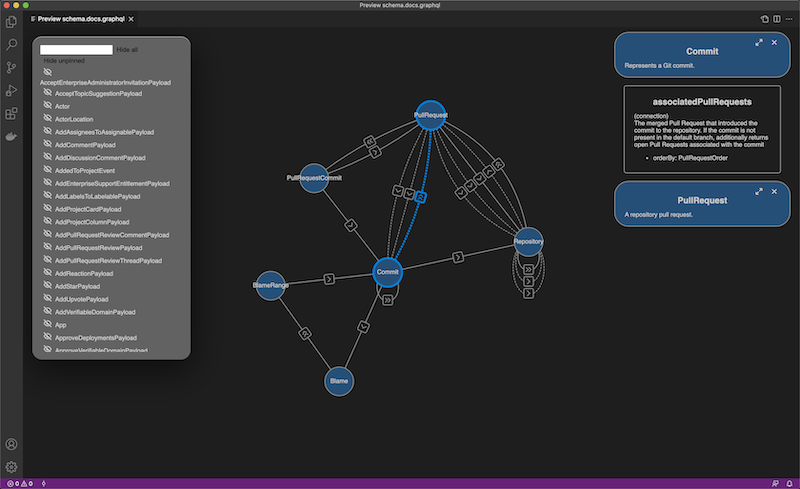 Preview schema.docs.graphql
Preview schema.docs.graphql
Hide all
Hide unpinned
AcceptEnterpriseAdministratorInvitationPayload
AcceptTopicSuggestionPayload
Actor
ActorLocation
AddAssigneesToAssignablePayload
AddCommentPayload
AddDiscussionCommentPayload
AddedToProjectEvent
AddEnterpriseSupportEntitlementPayload
AddLabelsToLabelablePayload
AddProjectCardPayload
AddProjectColumnPayload
AddPullRequestReviewCommentPayload
AddPullRequestReviewPayload
AddPullRequestReviewThreadPayload
AddReactionPayload
AddStarPayload
AddUpvotePayload
AddVerifiableDomainPayload
App
ApproveDeploymentsPayload
ApproveVerifiableDomainPayload
PullRequest
PullRequestCommit
Repository
Commit
BlameRange
Blame
Commit
Represents a Git commit.
associatedPullRequests
(connection)
The merged Pull Request that introduced the
commit to the repository. If the commit is not
present in the default branch, additionally returns
open Pull Requests associated with the commit
• orderBy: PullRequestOrder
PullRequest
A repository pull request.
0 0